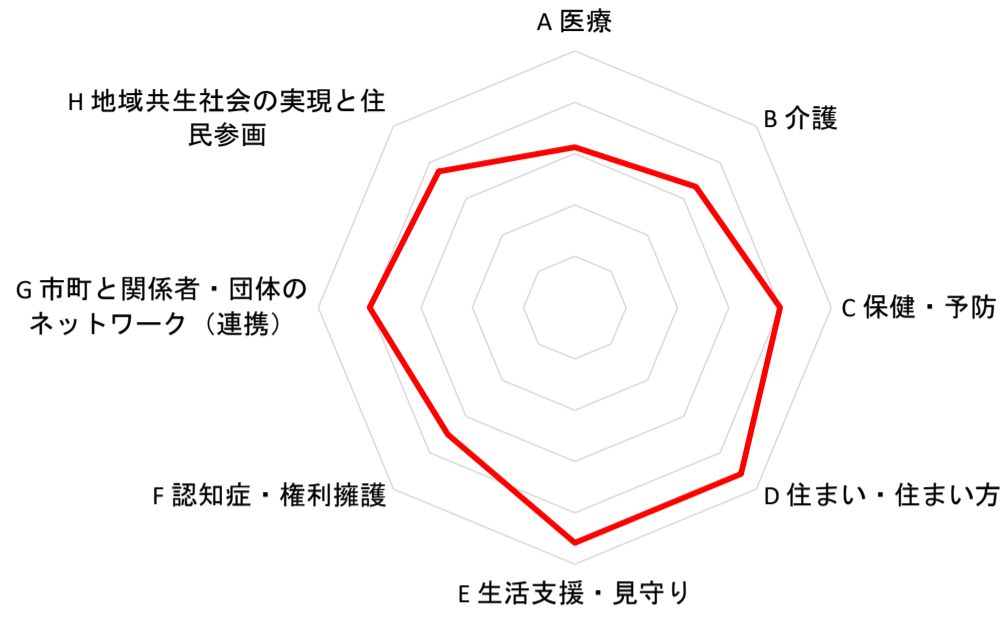 A 医療
B 介護
C 保健・予防
D 住まい・住まい方
E 生活支援・見守り
F 認知症・権利擁護
G 市町と関係者・団体の
ネットワーク（連携）
H 地域共生社会の実現と住
民参画